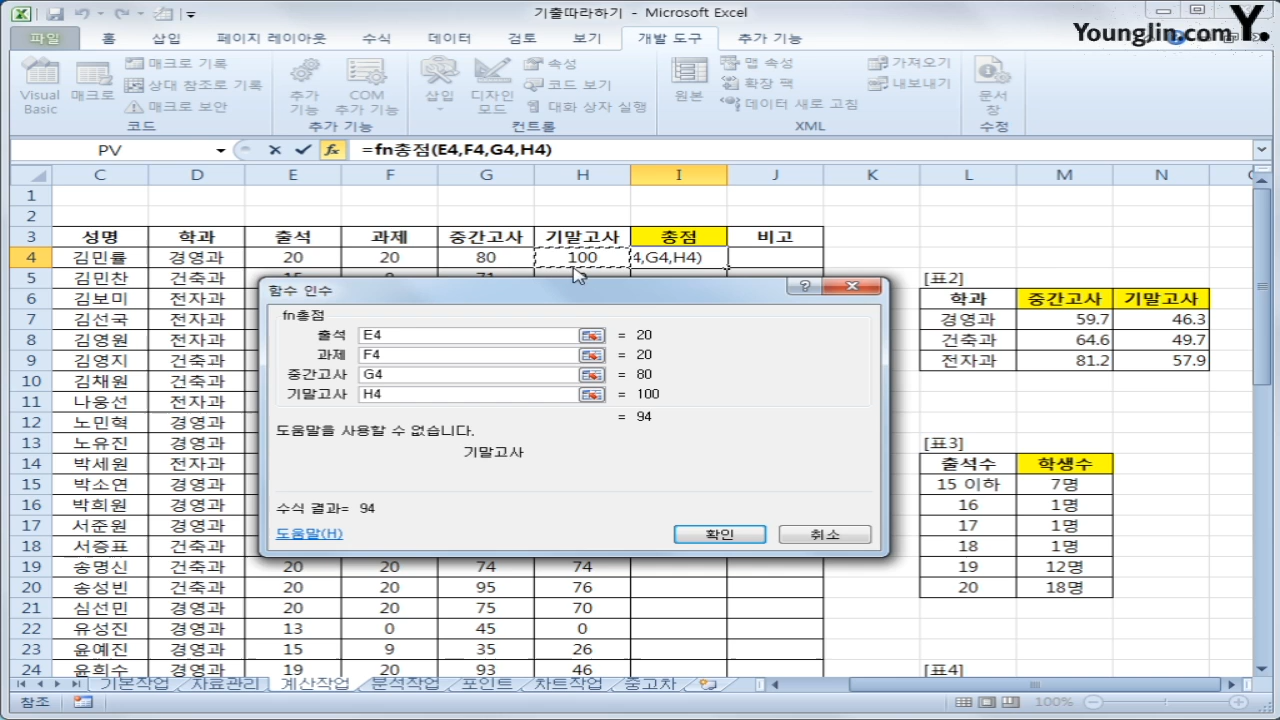 기출따라하기 - Microsoft Excel
Younglin.com Y.
파일 홈 삽입 페이지 레이아웃 수식 데이터 검토 보기 개발 도구 추가 기능
Visual Basic 매크로 매크로 기록 상대 참조로 기록 매크로 보안 추가 기능 COM 추가 기능 삽입 디자인 모드 속성 코드 보기 대화 상자 실행 원본 맵 속성 확장 팩 데이터 새로 고침 가져오기 내보내기 문서 창
코드 추가 기능 컨트롤 XML 수정
PV fx =fn총점(E4,F4,G4,H4)
C D E F G H I J K L M N
1
2
3 성명 학과 출석 과제 중간고사 기말고사 총점 비고
4 김민률 경영과 20 20 80 100 4,G4,H4)
5 김민찬 건축과 [표2]
6 김보미 전자과 학과 중간고사 기말고사
7 김선국 전자과 경영과 59.7 46.3
8 김영원 전자과 건축과 64.6 49.7
9 김영지 건축과 전자과 81.2 57.9
10 김채원 건축과
11 나웅선 전자과
12 노민혁 경영과
13 노유진 경영과 [표3]
14 박세원 전자과 출석수 학생수
15 박소연 경영과 15 이하 7명
16 박희원 건축과 16 1명
17 서준원 경영과 17 1명
18 서증표 건축과 18 1명
19 송명신 건축과 20 20 74 74 19 12명
20 송성빈 건축과 20 20 95 76 20 18명
21 심선민 경영과 20 20 75 70
22 유성진 경영과 13 0 45 0
23 윤예진 경영과 15 9 35 26
24 윤희수 경영과 19 20 93 46 [표4]
함수 인수
fn총점
출석 E4 = 20
과제 F4 = 20
중간고사 G4 = 80
기말고사 H4 = 100
= 94
도움말을 사용할 수 없습니다.
기말고사
수식 결과= 94
도움말(H) 확인 취소
기본작업 자료관리 계산작업 분석작업 포인트 차트작업 중고차
참조 100%